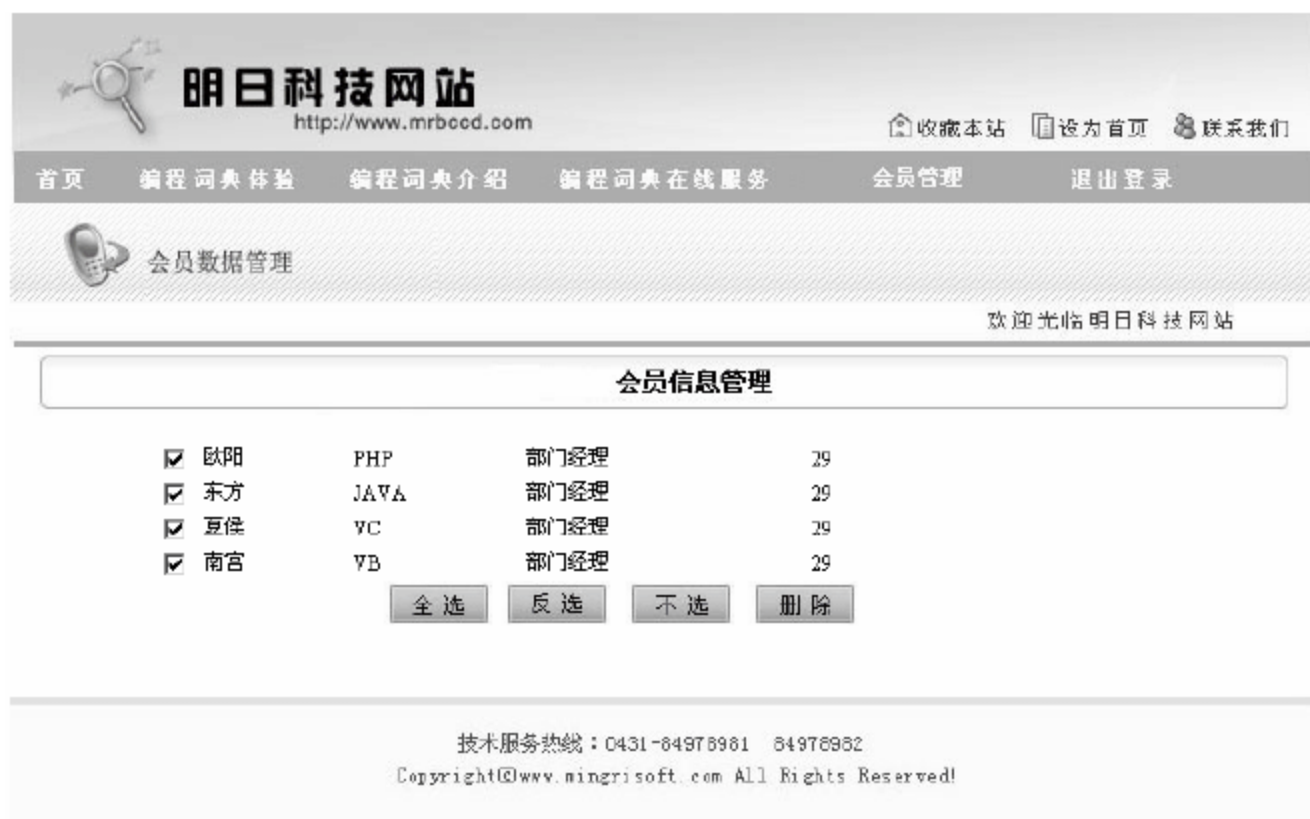 明日科技网站
http://www.mrbccd.com
收藏本站 设为首页 联系我们
首页 编程词典体验 编程词典介绍 编程词典在线服务 会员管理 退出登录
会员数据管理
欢迎光临明日科技网站
会员信息管理
欧阳 PHP 部门经理 29
东方 JAVA 部门经理 29
夏侯 VC 部门经理 29
南宫 VB 部门经理 29
全选 反选 不选 删除
技术服务热线：0431-84978981 84978982
Copyright©www.mingrisoft.com All Rights Reserved!